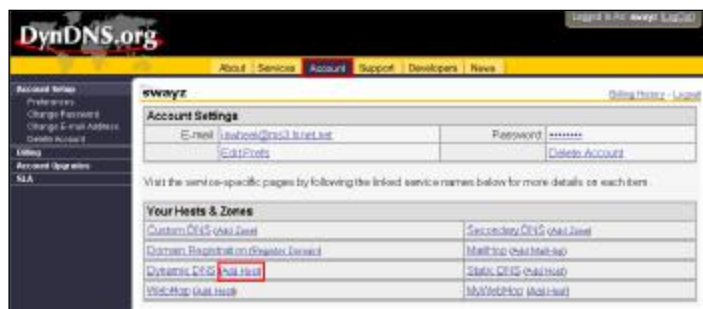 Logged In As: swayz (LogOut)
DynDNS.org
About Services Account Support Developers News
Account Setup
Preferences
Change Password
Change E-mail Address
Delete Account
Billing
Account Upgrades
SLA
swayz
Billing History - Logout
Account Settings
E-mail
Password ********
Edit Prefs
Delete Account
Visit the service-specific pages by following the linked service names below for more details on each item
Your Hosts & Zones
Custom DNS (Add Zone)
Secondary DNS (Add Zone)
Domain Registration (Register Domain)
MailHop (Add MailHop)
Dynamic DNS (Add Host)
Static DNS (Add Host)
WebHop (Add Host)
MyWebHop (Add Host)